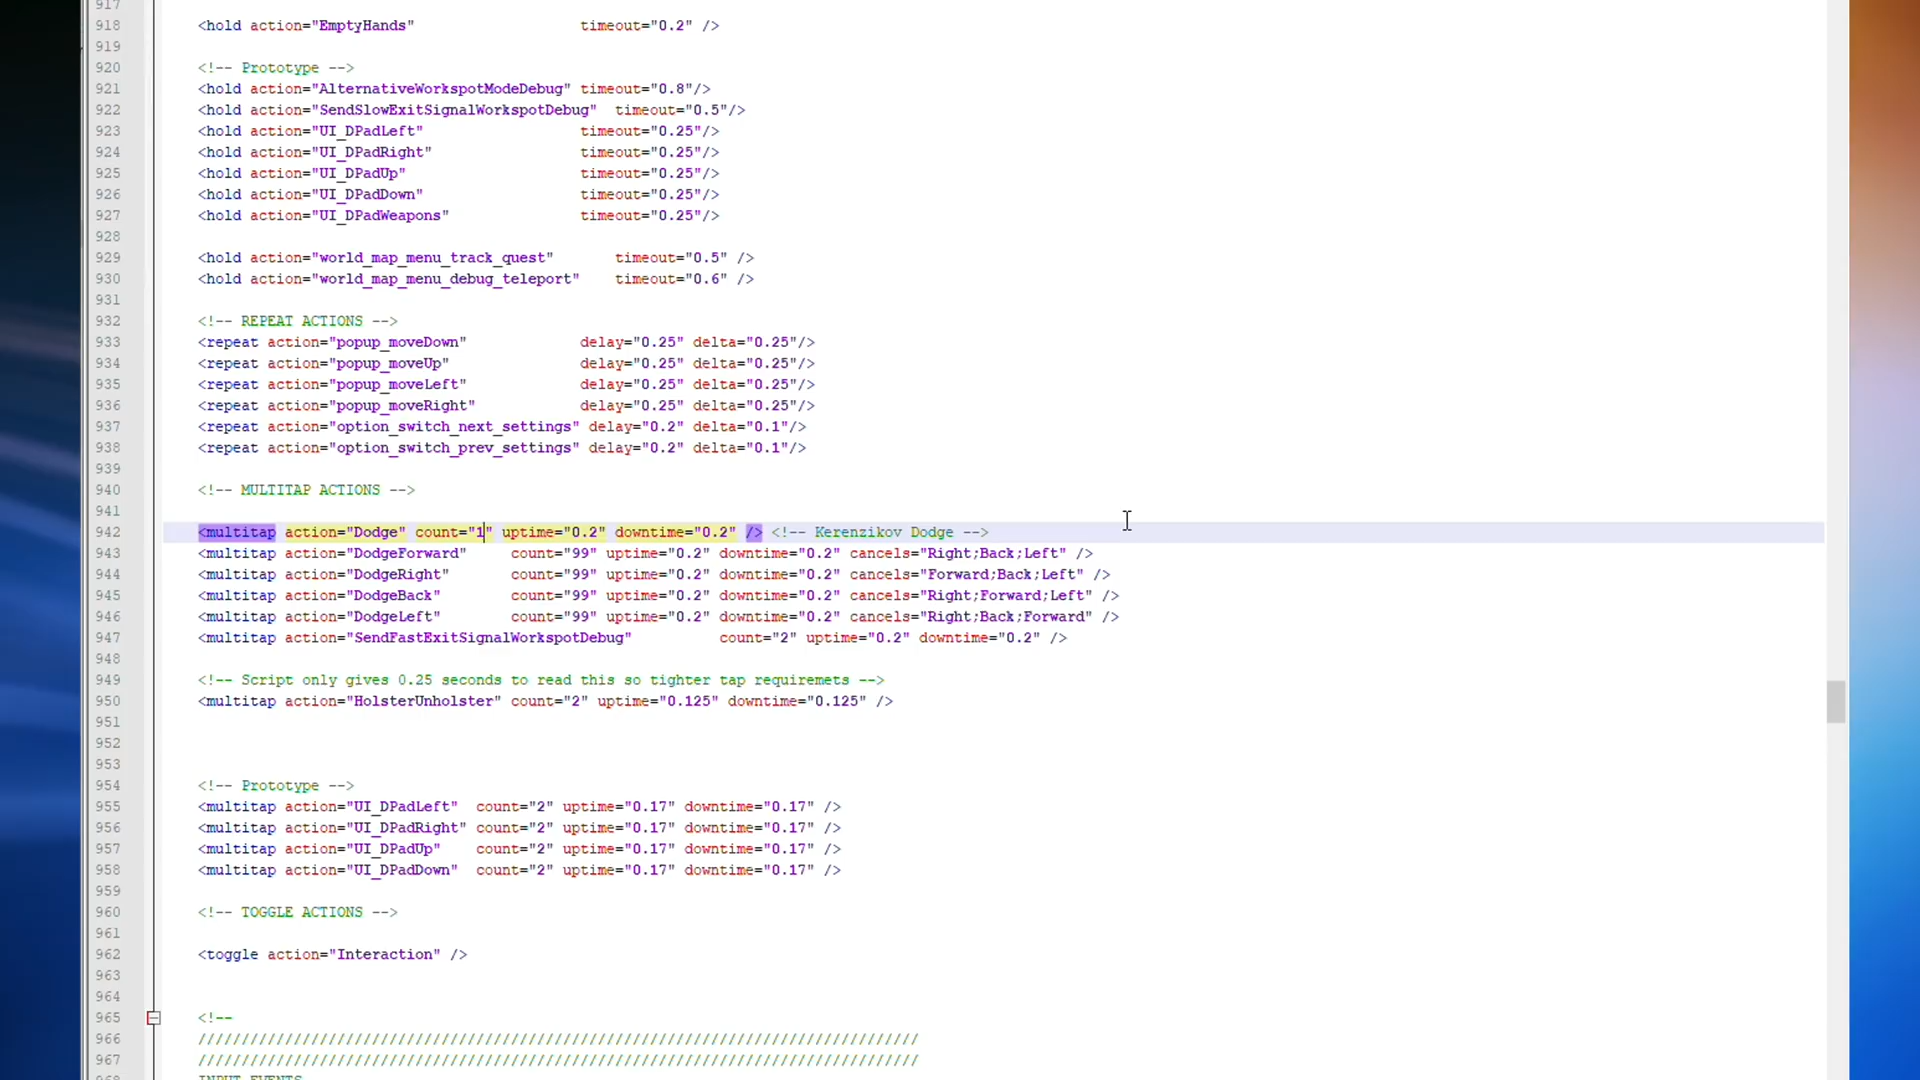 917
918 <hold action="EmptyHands" timeout="0.2" />
919
920 <!-- Prototype -->
921 <hold action="AlternativeWorkspotModeDebug" timeout="0.8"/>
922 <hold action="SendSlowExitSignalWorkspotDebug" timeout="0.5"/>
923 <hold action="UI_DPadLeft" timeout="0.25"/>
924 <hold action="UI_DPadRight" timeout="0.25"/>
925 <hold action="UI_DPadUp" timeout="0.25"/>
926 <hold action="UI_DPadDown" timeout="0.25"/>
927 <hold action="UI_DPadWeapons" timeout="0.25"/>
928
929 <hold action="world_map_menu_track_quest" timeout="0.5" />
930 <hold action="world_map_menu_debug_teleport" timeout="0.6" />
931
932 <!-- REPEAT ACTIONS -->
933 <repeat action="popup_moveDown" delay="0.25" delta="0.25"/>
934 <repeat action="popup_moveUp" delay="0.25" delta="0.25"/>
935 <repeat action="popup_moveLeft" delay="0.25" delta="0.25"/>
936 <repeat action="popup_moveRight" delay="0.25" delta="0.25"/>
937 <repeat action="option_switch_next_settings" delay="0.2" delta="0.1"/>
938 <repeat action="option_switch_prev_settings" delay="0.2" delta="0.1"/>
939
940 <!-- MULTITAP ACTIONS -->
941
942 <multitap action="Dodge" count="1" uptime="0.2" downtime="0.2" /> <!-- Kerenzikov Dodge -->
943 <multitap action="DodgeForward" count="99" uptime="0.2" downtime="0.2" cancels="Right;Back;Left" />
944 <multitap action="DodgeRight" count="99" uptime="0.2" downtime="0.2" cancels="Forward;Back;Left" />
945 <multitap action="DodgeBack" count="99" uptime="0.2" downtime="0.2" cancels="Right;Forward;Left" />
946 <multitap action="DodgeLeft" count="99" uptime="0.2" downtime="0.2" cancels="Right;Back;Forward" />
947 <multitap action="SendFastExitSignalWorkspotDebug" count="2" uptime="0.2" downtime="0.2" />
948
949 <!-- Script only gives 0.25 seconds to read this so tighter tap requiremets -->
950 <multitap action="HolsterUnholster" count="2" uptime="0.125" downtime="0.125" />
951
952
953
954 <!-- Prototype -->
955 <multitap action="UI_DPadLeft" count="2" uptime="0.17" downtime="0.17" />
956 <multitap action="UI_DPadRight" count="2" uptime="0.17" downtime="0.17" />
957 <multitap action="UI_DPadUp" count="2" uptime="0.17" downtime="0.17" />
958 <multitap action="UI_DPadDown" count="2" uptime="0.17" downtime="0.17" />
959
960 <!-- TOGGLE ACTIONS -->
961
962 <toggle action="Interaction" />
963
964
965 <!--
966 ///////////////////////////////////////////////////////////////////////////////////
967 ///////////////////////////////////////////////////////////////////////////////////
968 INPUT EVENTS